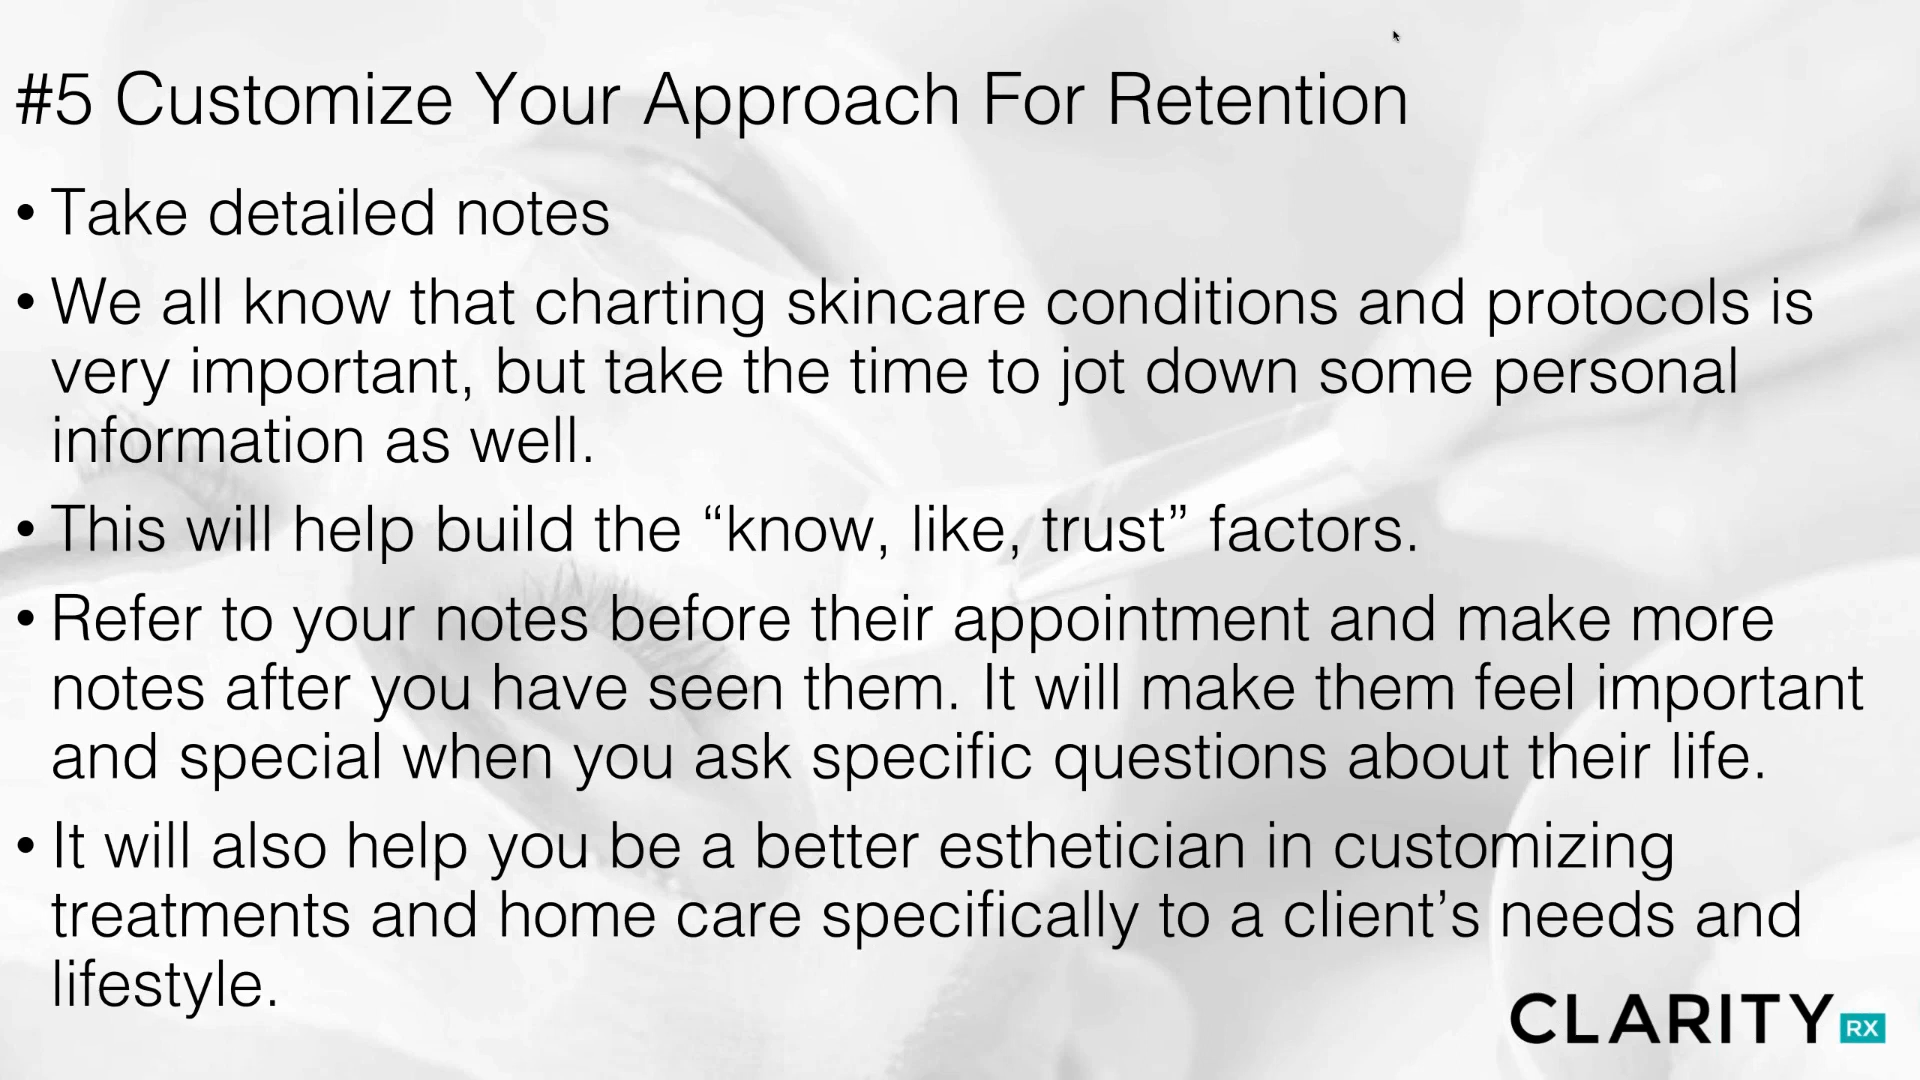 #5 Customize Your Approach For Retention
• Take detailed notes
• We all know that charting skincare conditions and protocols is
very important, but take the time to jot down some personal
information as well.
• This will help build the “know, like, trust” factors.
• Refer to your notes before their appointment and make more
notes after you have seen them. It will make them feel important
and special when you ask specific questions about their life.
• It will also help you be a better esthetician in customizing
treatments and home care specifically to a client’s needs and
lifestyle.
CLARITY RX